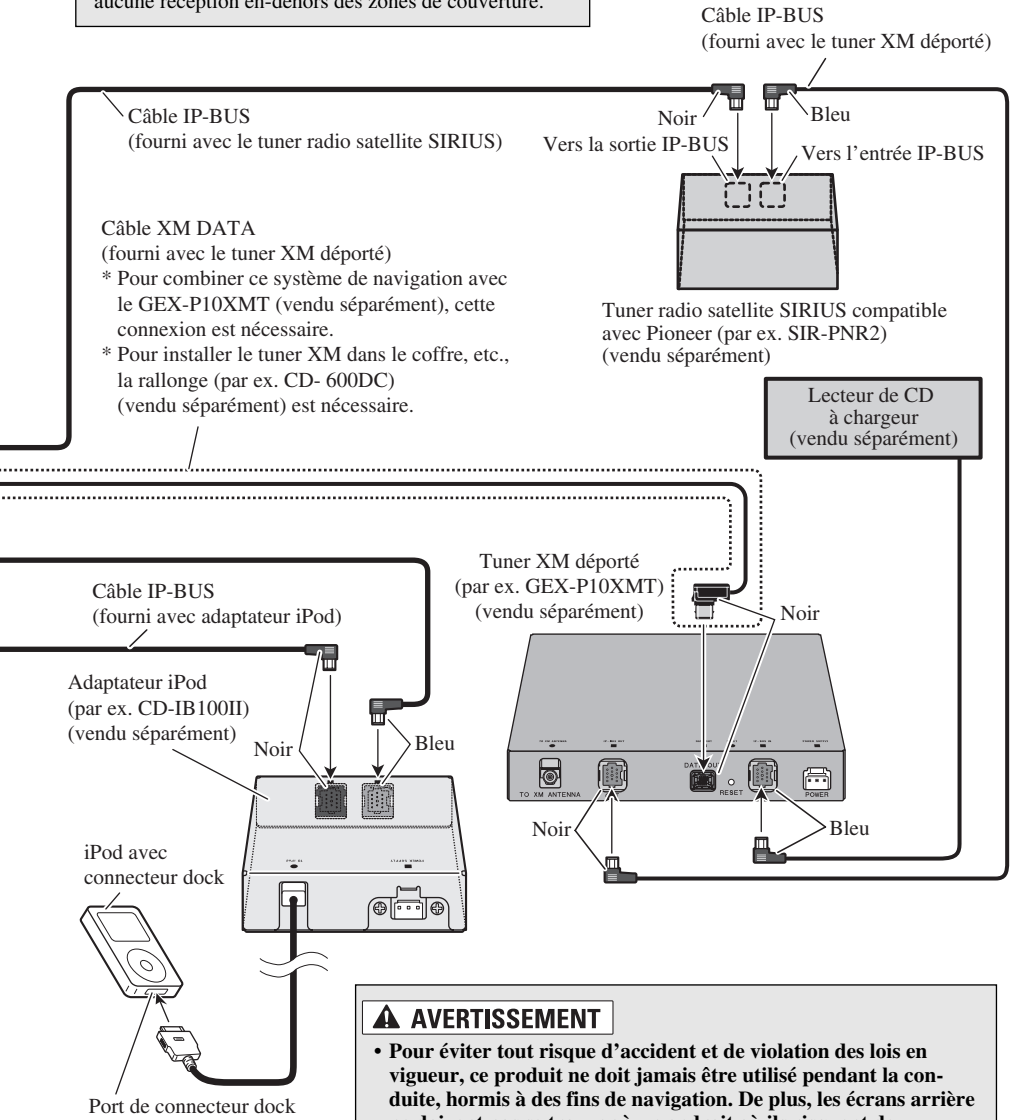 aucune réception en-dehors des zones de couverture.
Câble IP-BUS
(fourni avec le tuner XM déporté)
Câble IP-BUS
(fourni avec le tuner radio satellite SIRIUS)
Noir
Bleu
Vers la sortie IP-BUS
Vers l'entrée IP-BUS
Câble XM DATA
(fourni avec le tuner XM déporté)
* Pour combiner ce système de navigation avec
le GEX-P10XMT (vendu séparément), cette
connexion est nécessaire.
* Pour installer le tuner XM dans le coffre, etc.,
la rallonge (par ex. CD- 600DC)
(vendu séparément) est nécessaire.
Tuner radio satellite SIRIUS compatible
avec Pioneer (par ex. SIR-PNR2)
(vendu séparément)
Lecteur de CD
à chargeur
(vendu séparément)
Tuner XM déporté
(par ex. GEX-P10XMT)
(vendu séparément)
Noir
Câble IP-BUS
(fourni avec adaptateur iPod)
Adaptateur iPod
(par ex. CD-IB100II)
(vendu séparément)
Noir
Bleu
TO XM ANTENNA
RESET
POWER
Noir
Bleu
iPod avec
connecteur dock
Port de connecteur dock
AVERTISSEMENT
• Pour éviter tout risque d'accident et de violation des lois en
vigueur, ce produit ne doit jamais être utilisé pendant la con-
duite, hormis à des fins de navigation. De plus, les écrans arrière